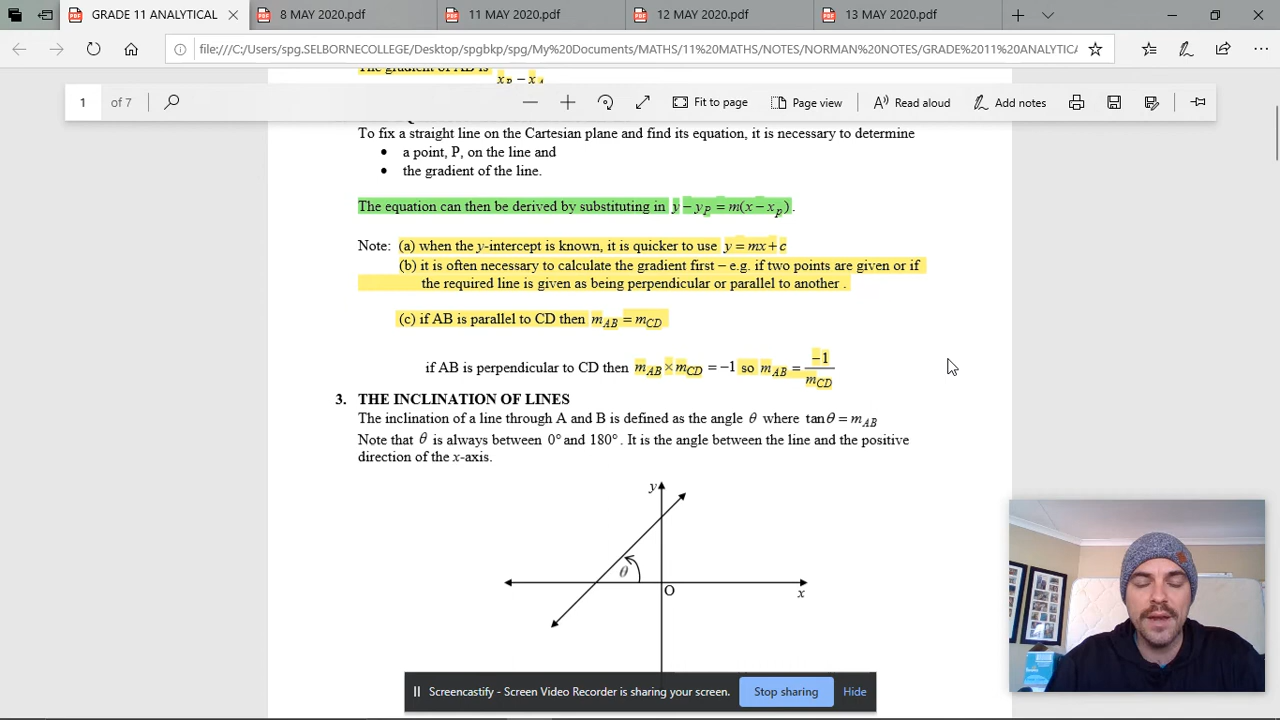 GRADE 11 ANALYTICAL
8 MAY 2020.pdf
11 MAY 2020.pdf
12 MAY 2020.pdf
13 MAY 2020.pdf
file:///C:/Users/spg.SELBORNECOLLEGE/Desktop/spgbkp/spg/My%20Documents/MATHS/11%20MATHS/NOTES/NORMAN%20NOTES/GRADE%2011%20ANALYTICA
The gradient of AB is
1 of 7
Fit to page
Page view
Read aloud
Add notes
To fix a straight line on the Cartesian plane and find its equation, it is necessary to determine
• a point, P, on the line and
• the gradient of the line.
The equation can then be derived by substituting in y − y_P = m(x − x_p).
Note: (a) when the y-intercept is known, it is quicker to use y = mx + c
(b) it is often necessary to calculate the gradient first – e.g. if two points are given or if
the required line is given as being perpendicular or parallel to another .
(c) if AB is parallel to CD then m_AB = m_CD
if AB is perpendicular to CD then m_AB × m_CD = −1 so m_AB = −1/m_CD
3. THE INCLINATION OF LINES
The inclination of a line through A and B is defined as the angle θ where tan θ = m_AB
Note that θ is always between 0° and 180°. It is the angle between the line and the positive
direction of the x-axis.
y
θ
O
x
Screencastify - Screen Video Recorder is sharing your screen.
Stop sharing
Hide